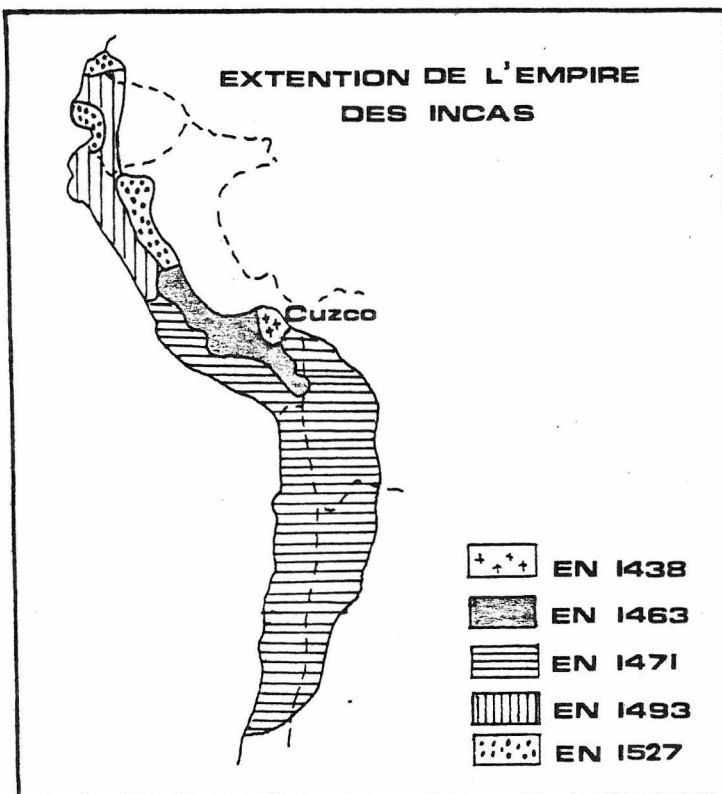 EXTENTION DE L'EMPIRE
DES INCAS
Cuzco
EN 1438
EN 1463
EN 1471
EN 1493
EN 1527